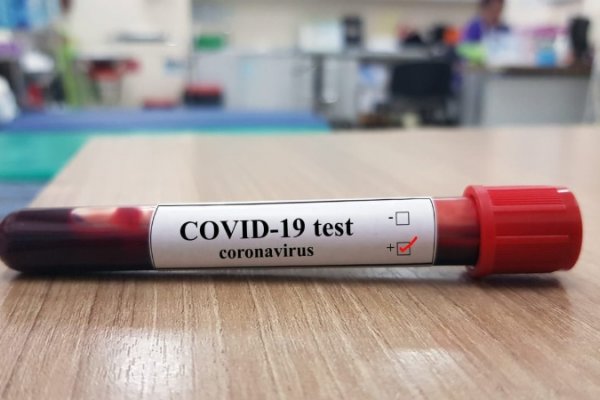 COVID-19 test
coronavirus
- ☐
+ ☑